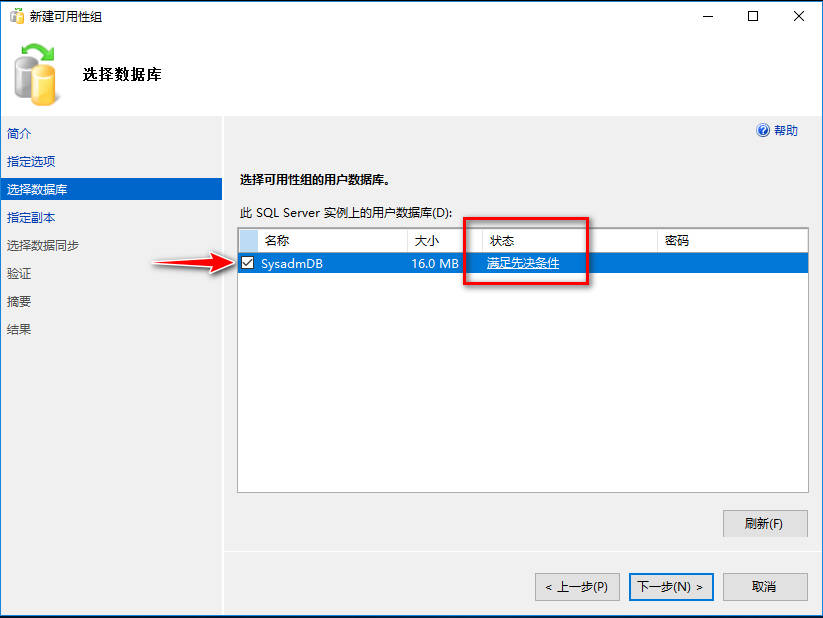 新建可用性组
选择数据库
简介
指定选项
选择数据库
指定副本
选择数据同步
验证
摘要
结果
帮助
选择可用性组的用户数据库。
此 SQL Server 实例上的用户数据库(D):
名称 大小 状态 密码
SysadmDB 16.0 MB 满足先决条件
刷新(F)
< 上一步(P) 下一步(N) > 取消